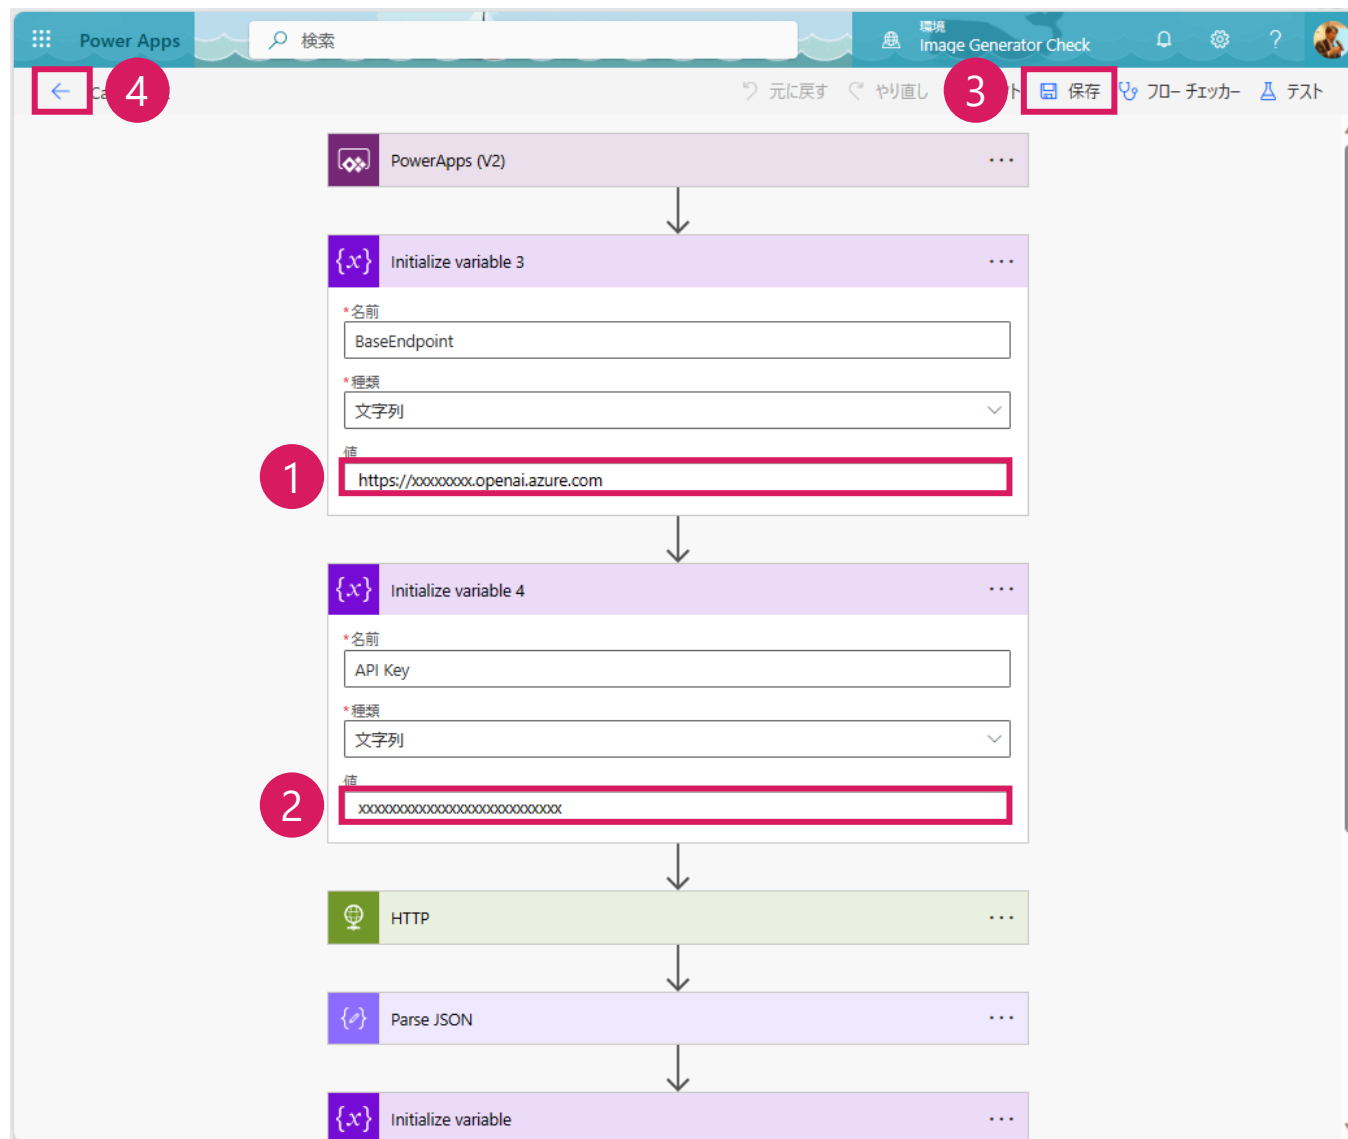 Power Apps
検索
環境
Image Generator Check
?
4
元に戻す
やり直し
3
保存
フロー チェッカー
テスト
PowerApps (V2)
{x}
Initialize variable 3
*名前
BaseEndpoint
*種類
文字列
値
1
https://xxxxxxxx.openai.azure.com
{x}
Initialize variable 4
*名前
API Key
*種類
文字列
値
2
xxxxxxxxxxxxxxxxxxxxxxxxxxx
HTTP
Parse JSON
{x}
Initialize variable